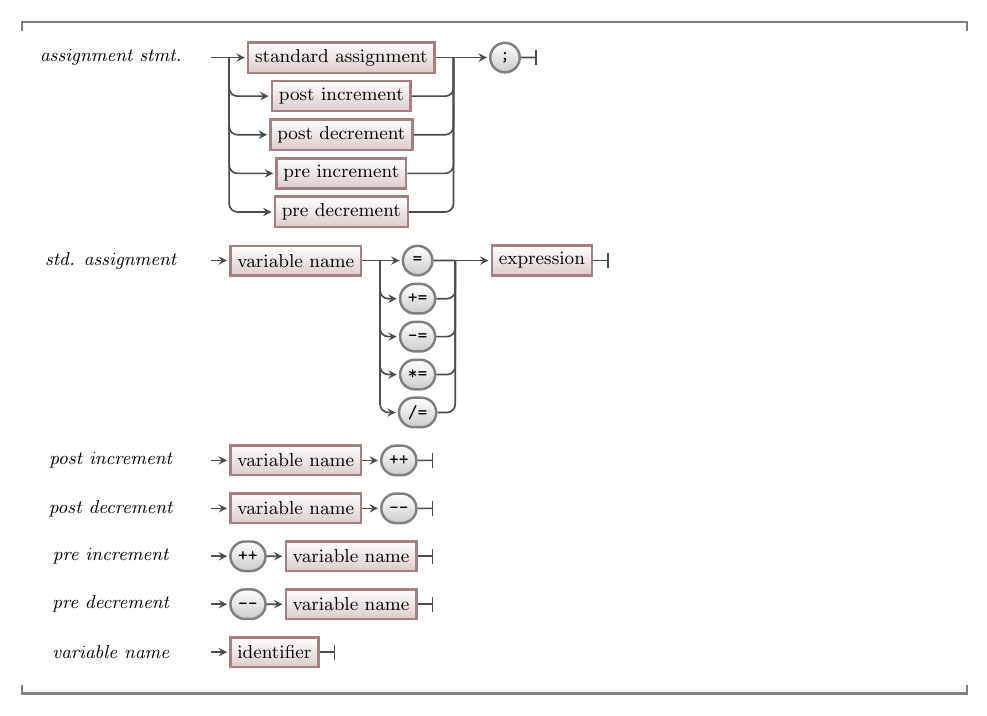 assignment stmt. standard assignment ;
post increment
post decrement
pre increment
pre decrement
std. assignment variable name = expression
+=
-=
*=
/=
post increment variable name ++
post decrement variable name --
pre increment ++ variable name
pre decrement -- variable name
variable name identifier